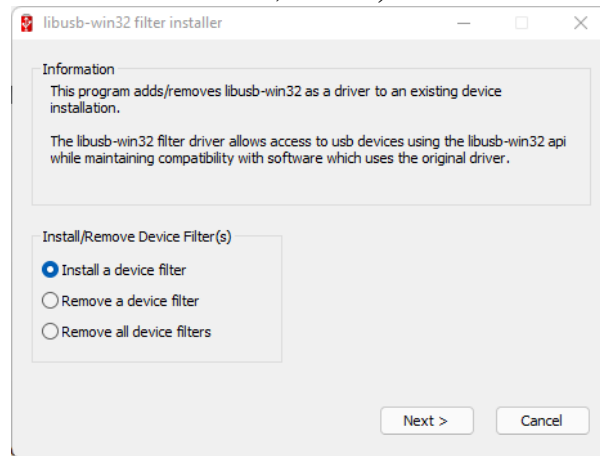 libusb-win32 filter installer
Information
This program adds/removes libusb-win32 as a driver to an existing device
installation.
The libusb-win32 filter driver allows access to usb devices using the libusb-win32 api
while maintaining compatibility with software which uses the original driver.
Install/Remove Device Filter(s)
Install a device filter
Remove a device filter
Remove all device filters
Next > Cancel